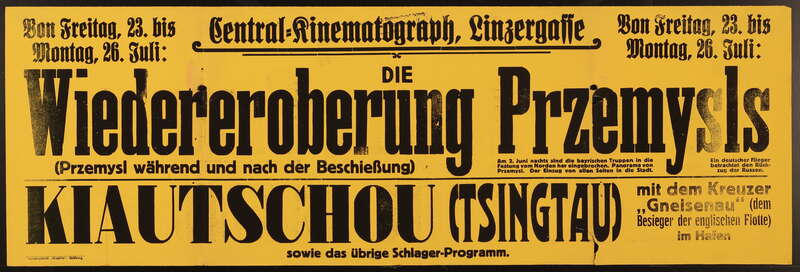 Von Freitag, 23. bis
Montag, 26. Juli:
Central-Kinematograph, Linzergasse
Von Freitag, 23. bis
Montag, 26. Juli:
DIE
Wiedereroberung Przemysls
(Przemysl während und nach der Beschießung)
Am 2. Juni nachts sind die bayrischen Truppen in die
Festung vom Norden her eingebrochen. Panorama von
Przemysl. Der Einzug von allen Seiten in die Stadt.
Ein deutscher Flieger
betrachtet den Rück-
zug der Russen.
KIAUTSCHOU (TSINGTAU)
mit dem Kreuzer
„Gneisenau" (dem
Besieger der englischen Flotte)
im Hafen
sowie das übrige Schlager-Programm.